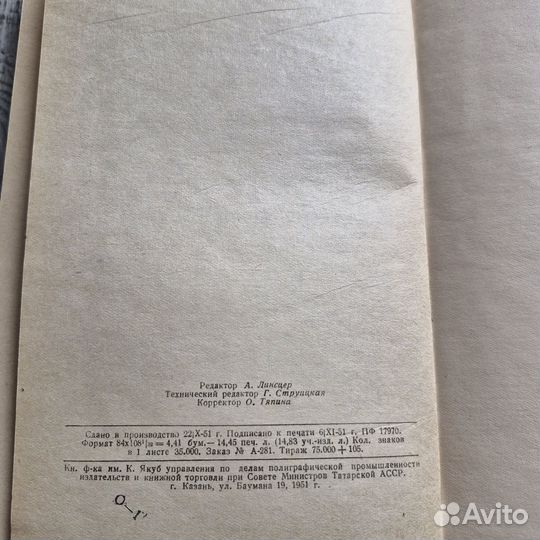 Редактор А. Линсцер
Технический редактор Г. Струицкая
Корректор О. Тяпина
Сдано в производство 22|X-51 г. Подписано к печати 6|XI-51 г. ПФ 17970.
Формат 84х108¹|₃₂ = 4,41 бум.— 14,45 печ. л. (14,83 уч.-изд. л.) Кол. знаков
в 1 листе 35.000. Заказ № А-281. Тираж 75.000 + 105.
Кн. ф-ка им. К. Якуб управления по делам полиграфической промышленности
издательств и книжной торговли при Совете Министров Татарской АССР.
г. Казань, ул. Баумана 19, 1951 г.
Avito